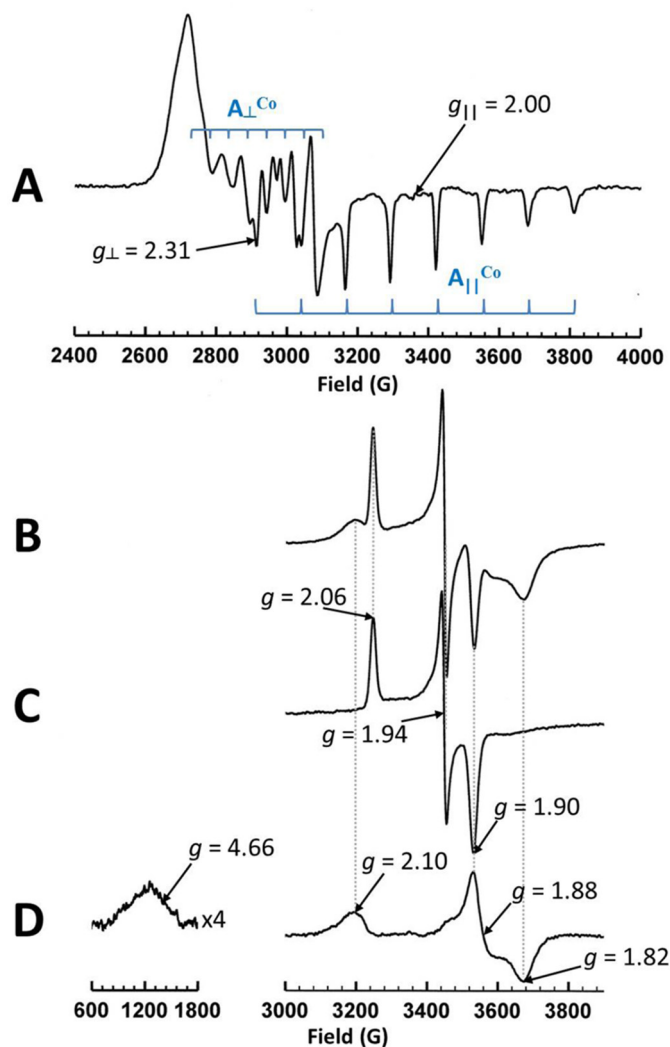 A
A⊥Co
g|| = 2.00
g⊥ = 2.31
A||Co
2400 2600 2800 3000 3200 3400 3600 3800 4000
Field (G)
B
g = 2.06
C
g = 1.94
g = 1.90
g = 4.66
g = 2.10
D
x4
g = 1.88
g = 1.82
600 1200 1800 3000 3200 3400 3600 3800
Field (G)